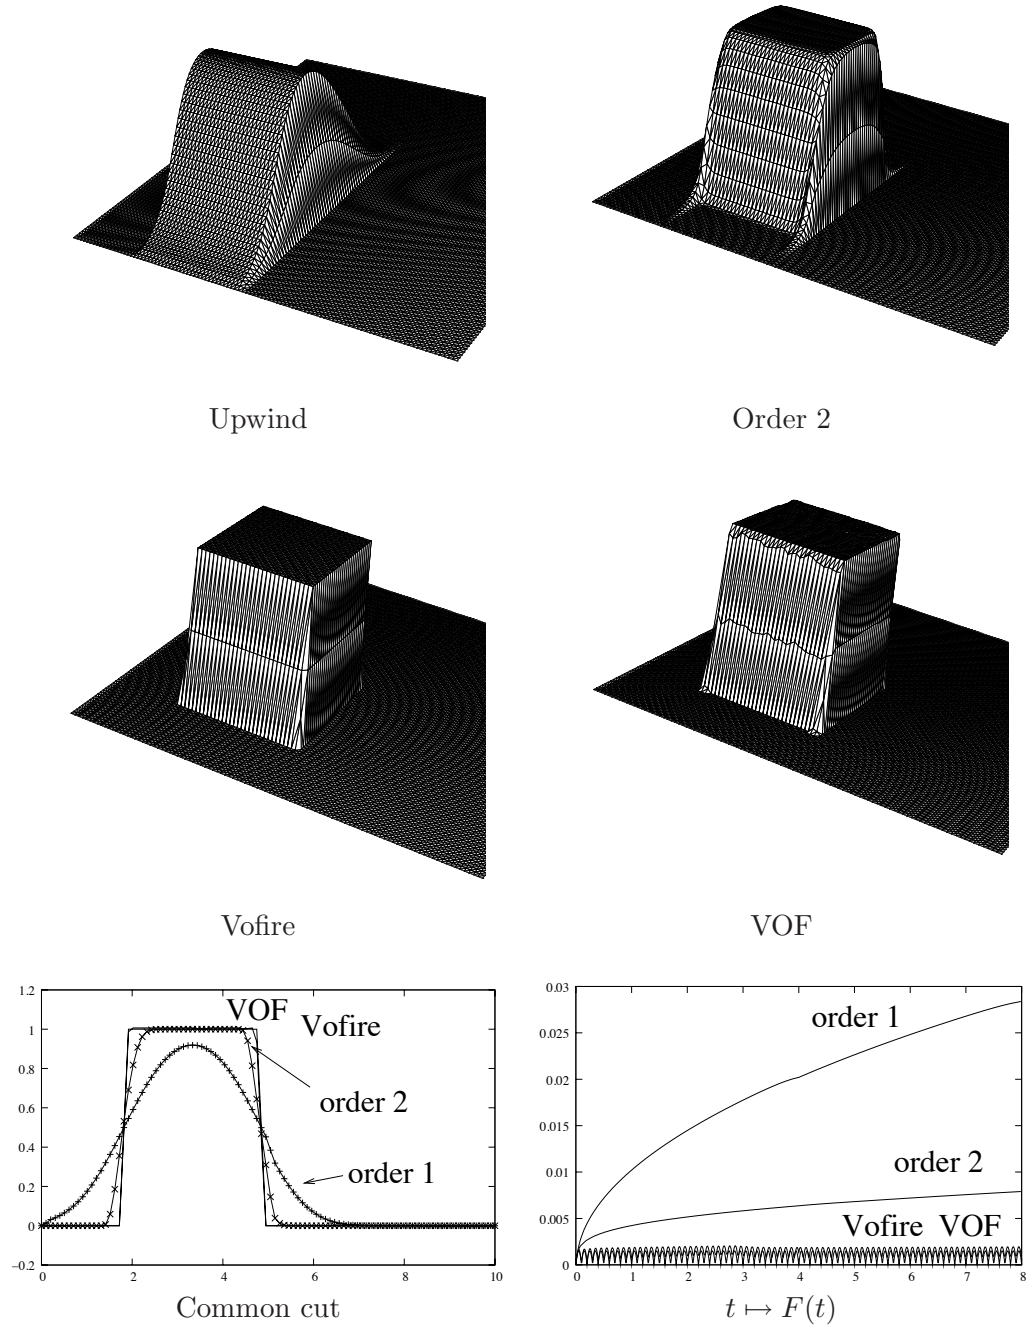 Upwind
Order 2
Vofire
VOF
1.2
1
0.8
0.6
0.4
0.2
0
−0.2
0
2
4
6
8
10
VOF
Vofire
order 2
order 1
Common cut
0.03
0.025
0.02
0.015
0.01
0.005
0
0
1
2
3
4
5
6
7
8
order 1
order 2
Vofire VOF
t ↦ F(t)